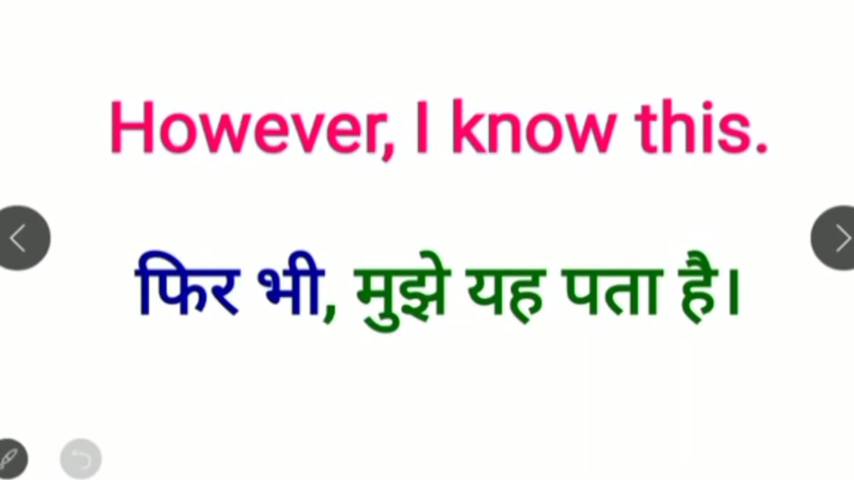 However, I know this.
फिर भी, मुझे यह पता है।